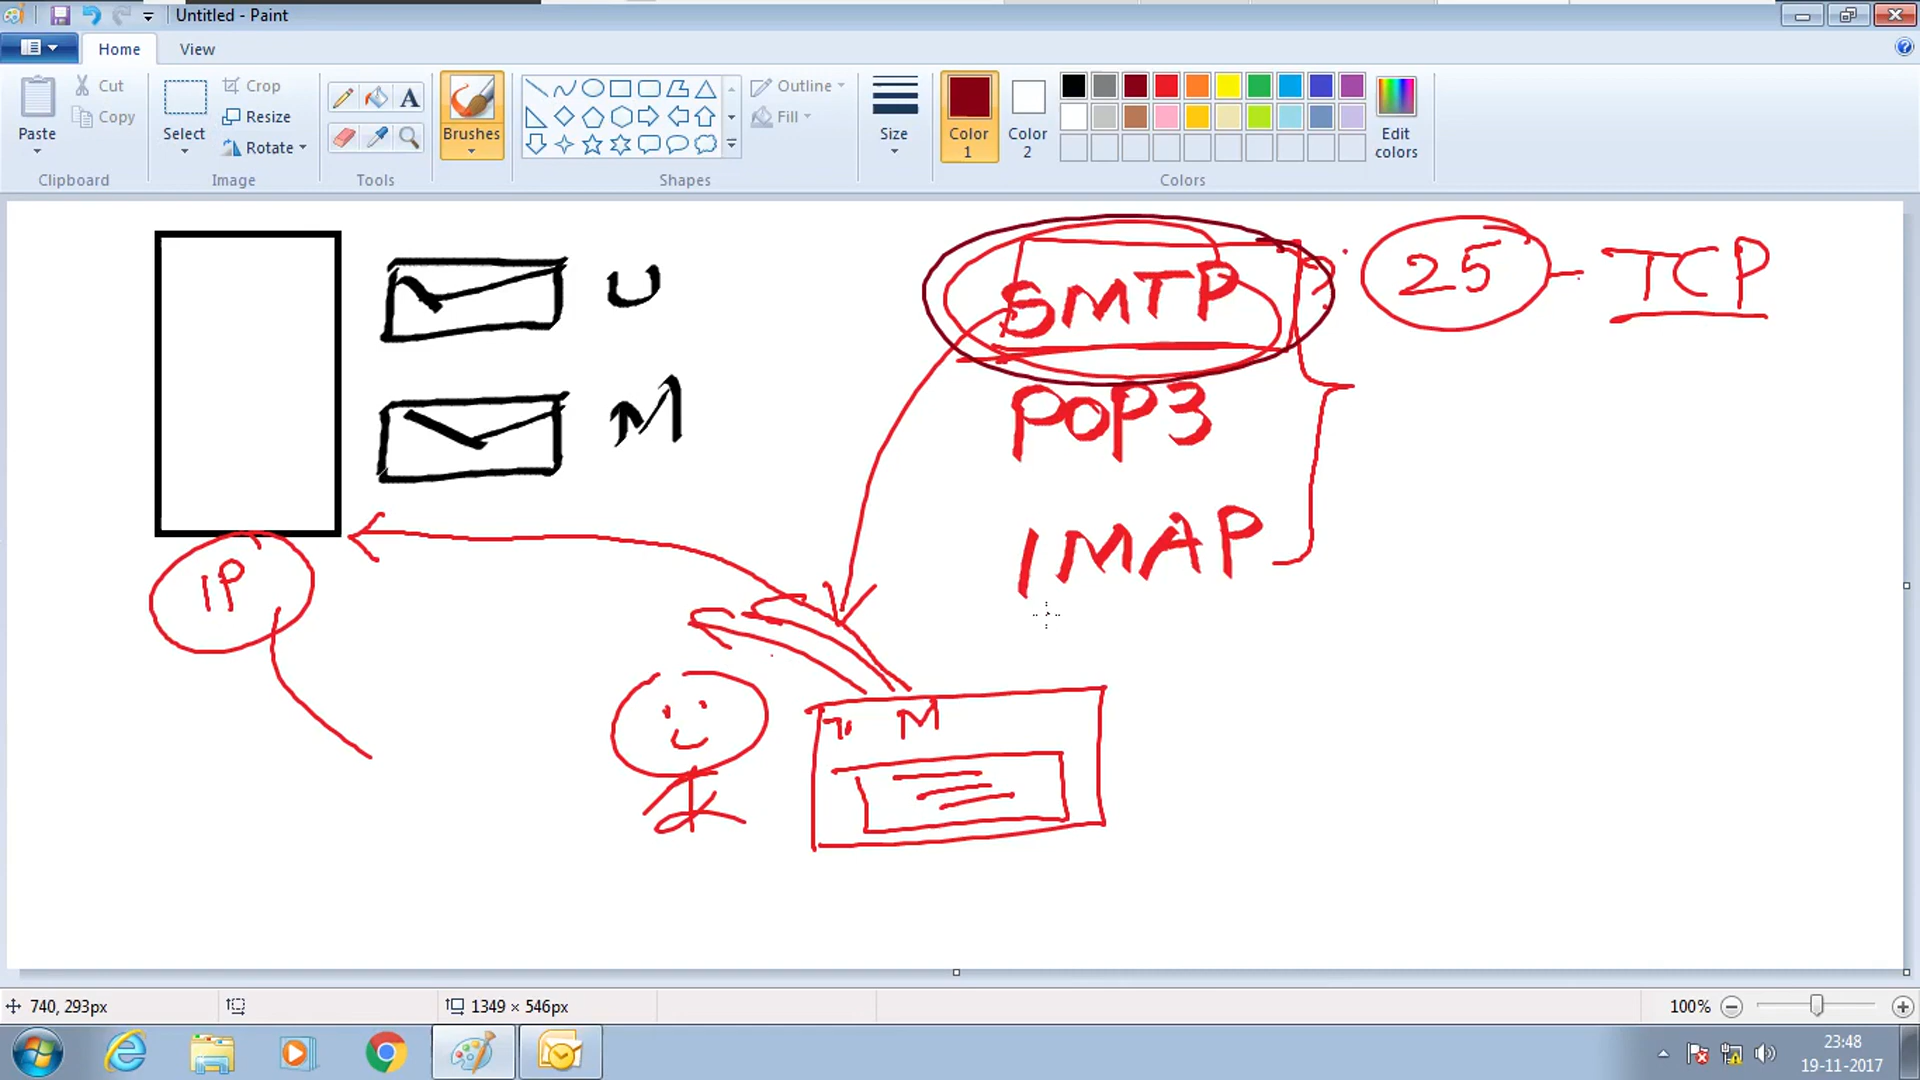 Untitled - Paint
Home
View
Paste
Cut
Copy
Clipboard
Select
Crop
Resize
Rotate
Image
Tools
Brushes
Shapes
Outline
Fill
Size
Color 1
Color 2
Edit colors
Colors
U
M
SMTP
25 - TCP
POP3
IMAP
IP
To M
740, 293px
1349 × 546px
100%
23:48
19-11-2017